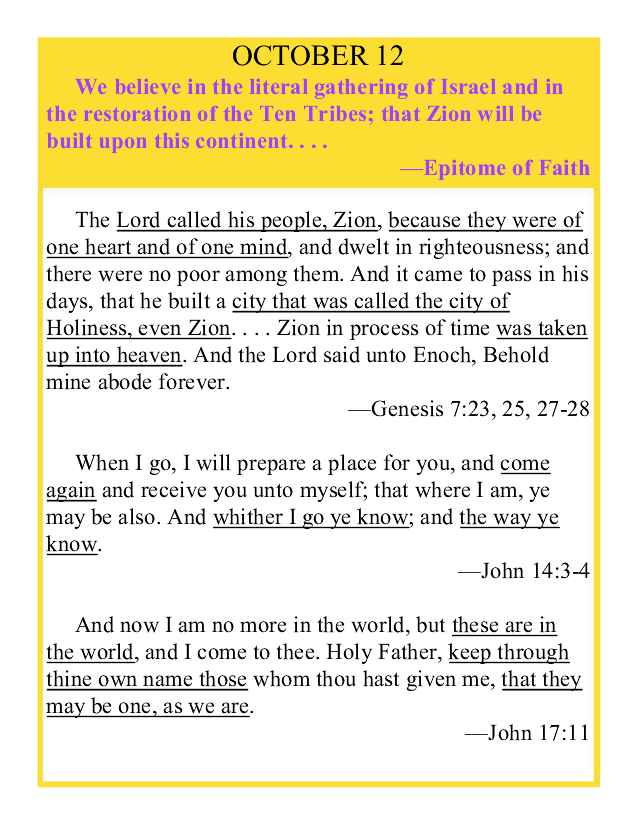 OCTOBER 12
We believe in the literal gathering of Israel and in
the restoration of the Ten Tribes; that Zion will be
built upon this continent. . . .
—Epitome of Faith
The Lord called his people, Zion, because they were of
one heart and of one mind, and dwelt in righteousness; and
there were no poor among them. And it came to pass in his
days, that he built a city that was called the city of
Holiness, even Zion. . . . Zion in process of time was taken
up into heaven. And the Lord said unto Enoch, Behold
mine abode forever.
—Genesis 7:23, 25, 27-28
When I go, I will prepare a place for you, and come
again and receive you unto myself; that where I am, ye
may be also. And whither I go ye know; and the way ye
know.
—John 14:3-4
And now I am no more in the world, but these are in
the world, and I come to thee. Holy Father, keep through
thine own name those whom thou hast given me, that they
may be one, as we are.
—John 17:11